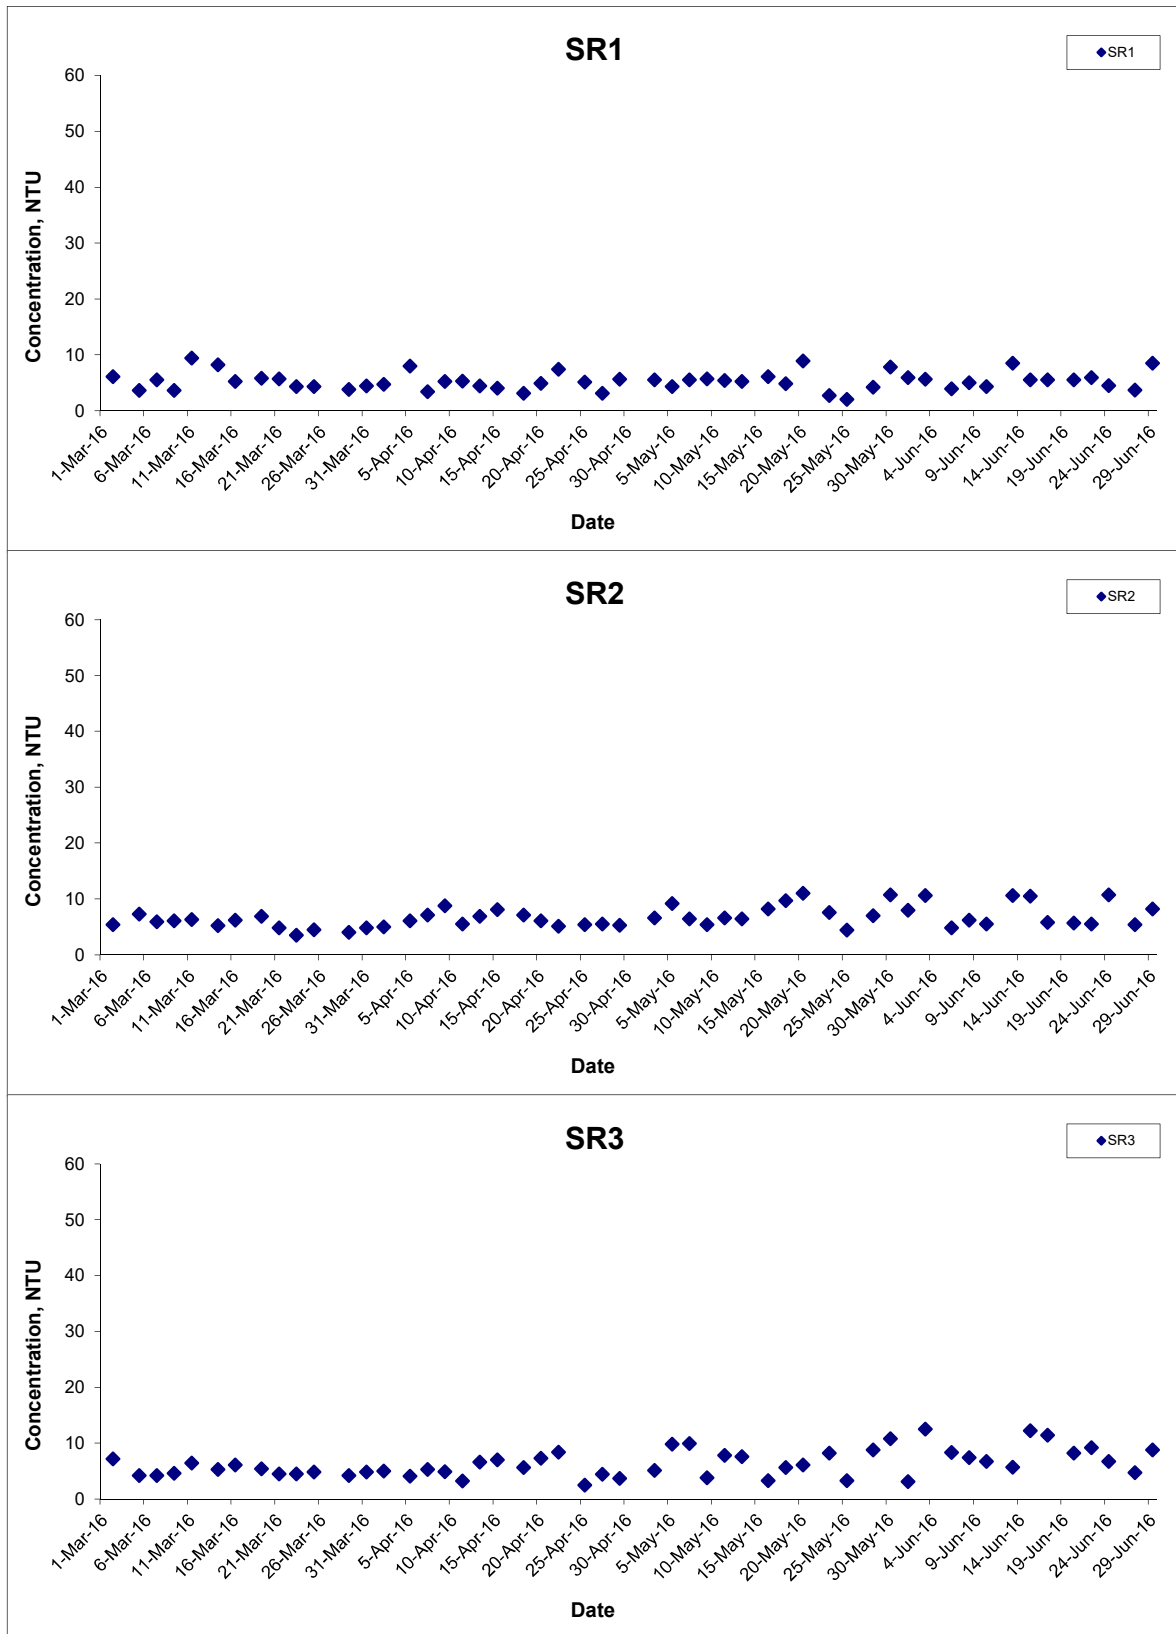 SR1
SR1
60
50
40
30
20
10
0
Concentration, NTU
1-Mar-16
6-Mar-16
11-Mar-16
16-Mar-16
21-Mar-16
26-Mar-16
31-Mar-16
5-Apr-16
10-Apr-16
15-Apr-16
20-Apr-16
25-Apr-16
30-Apr-16
5-May-16
10-May-16
15-May-16
20-May-16
25-May-16
30-May-16
4-Jun-16
9-Jun-16
14-Jun-16
19-Jun-16
24-Jun-16
29-Jun-16
Date
SR2
SR2
60
50
40
30
20
10
0
Concentration, NTU
1-Mar-16
6-Mar-16
11-Mar-16
16-Mar-16
21-Mar-16
26-Mar-16
31-Mar-16
5-Apr-16
10-Apr-16
15-Apr-16
20-Apr-16
25-Apr-16
30-Apr-16
5-May-16
10-May-16
15-May-16
20-May-16
25-May-16
30-May-16
4-Jun-16
9-Jun-16
14-Jun-16
19-Jun-16
24-Jun-16
29-Jun-16
Date
SR3
SR3
60
50
40
30
20
10
0
Concentration, NTU
1-Mar-16
6-Mar-16
11-Mar-16
16-Mar-16
21-Mar-16
26-Mar-16
31-Mar-16
5-Apr-16
10-Apr-16
15-Apr-16
20-Apr-16
25-Apr-16
30-Apr-16
5-May-16
10-May-16
15-May-16
20-May-16
25-May-16
30-May-16
4-Jun-16
9-Jun-16
14-Jun-16
19-Jun-16
24-Jun-16
29-Jun-16
Date